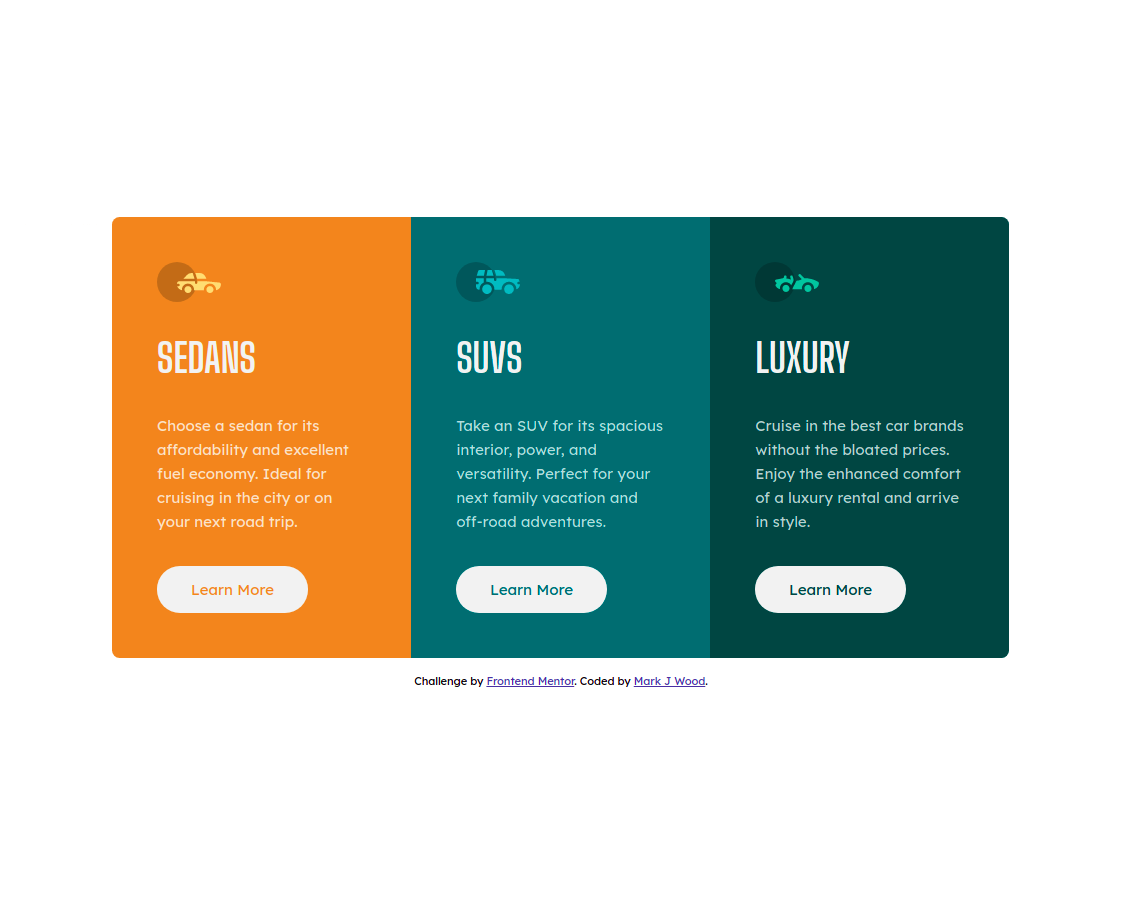 SEDANS
Choose a sedan for its
affordability and excellent
fuel economy. Ideal for
cruising in the city or on
your next road trip.
Learn More
SUVS
Take an SUV for its spacious
interior, power, and
versatility. Perfect for your
next family vacation and
off-road adventures.
Learn More
LUXURY
Cruise in the best car brands
without the bloated prices.
Enjoy the enhanced comfort
of a luxury rental and arrive
in style.
Learn More
Challenge by Frontend Mentor. Coded by Mark J Wood.